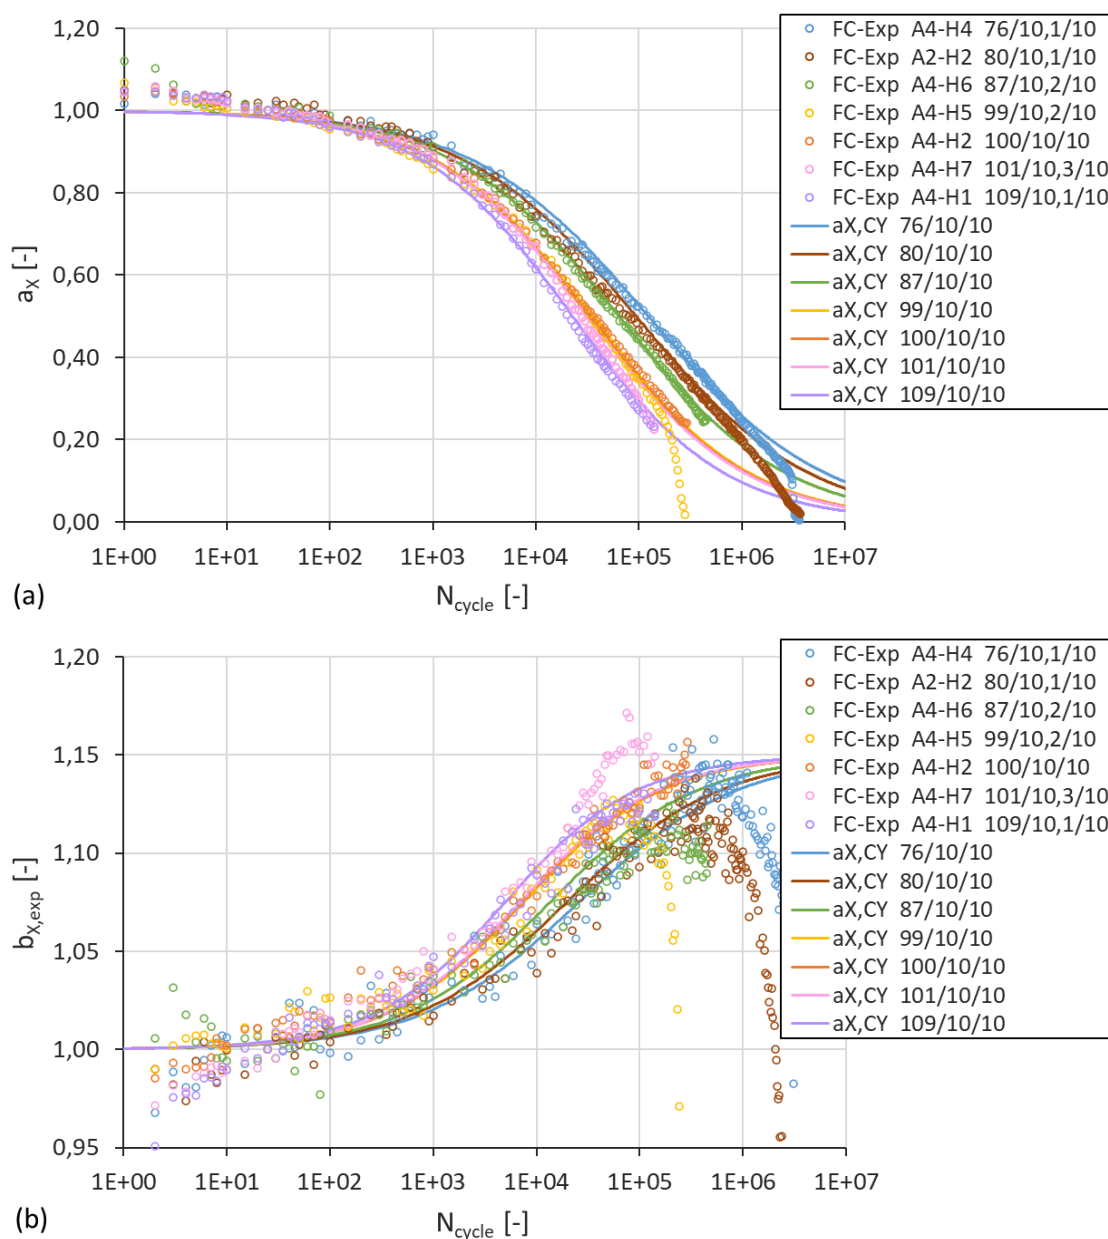 1,20
1,00
0,80
0,60
0,40
0,20
0,00
a_X [-]
1E+00 1E+01 1E+02 1E+03 1E+04 1E+05 1E+06 1E+07
N_cycle [-]
(a)
FC-Exp A4-H4 76/10,1/10
FC-Exp A2-H2 80/10,1/10
FC-Exp A4-H6 87/10,2/10
FC-Exp A4-H5 99/10,2/10
FC-Exp A4-H2 100/10/10
FC-Exp A4-H7 101/10,3/10
FC-Exp A4-H1 109/10,1/10
aX,CY 76/10/10
aX,CY 80/10/10
aX,CY 87/10/10
aX,CY 99/10/10
aX,CY 100/10/10
aX,CY 101/10/10
aX,CY 109/10/10
1,20
1,15
1,10
1,05
1,00
0,95
b_X,exp [-]
1E+00 1E+01 1E+02 1E+03 1E+04 1E+05 1E+06 1E+07
N_cycle [-]
(b)
FC-Exp A4-H4 76/10,1/10
FC-Exp A2-H2 80/10,1/10
FC-Exp A4-H6 87/10,2/10
FC-Exp A4-H5 99/10,2/10
FC-Exp A4-H2 100/10/10
FC-Exp A4-H7 101/10,3/10
FC-Exp A4-H1 109/10,1/10
aX,CY 76/10/10
aX,CY 80/10/10
aX,CY 87/10/10
aX,CY 99/10/10
aX,CY 100/10/10
aX,CY 101/10/10
aX,CY 109/10/10